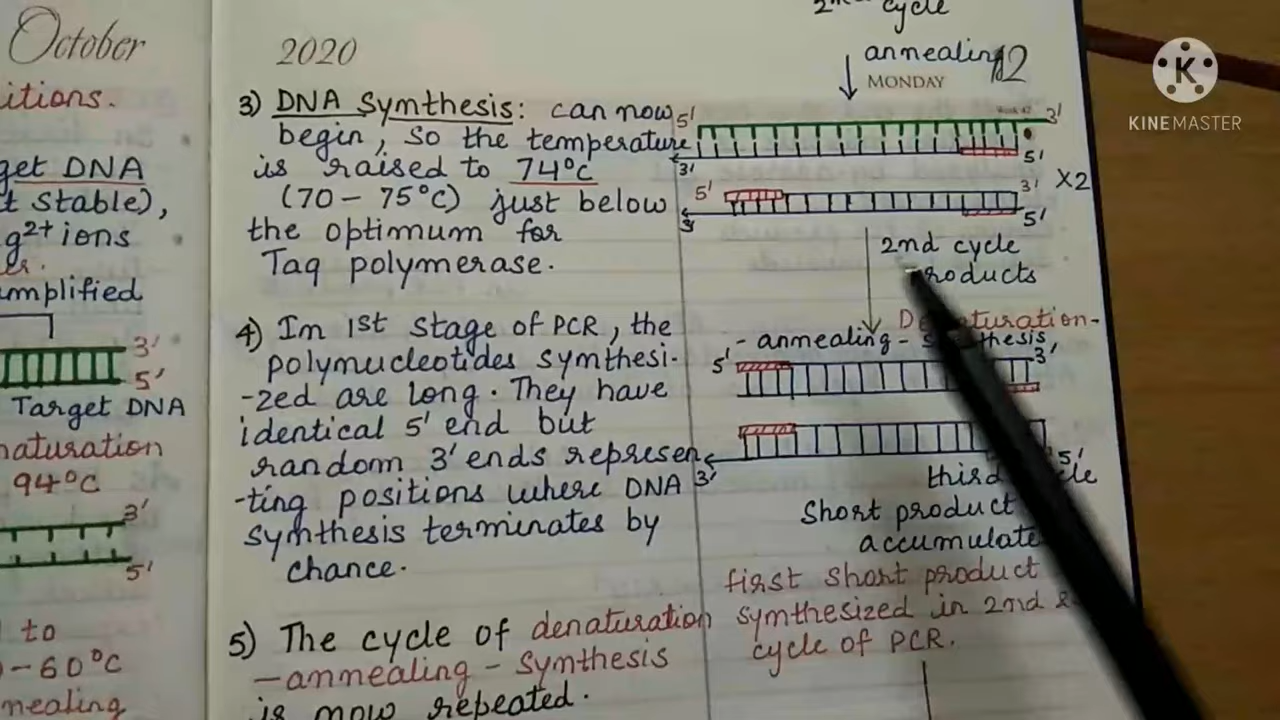 October
itions.
get DNA
t stable),
g2+ ions
er.
amplified
3'
5'
Target DNA
naturation
94°C
3'
5'
to
-60°C
nealing
2020
3) DNA Synthesis: can now
begin, so the temperature
is raised to 74°C
(70 - 75°C) just below
the optimum for
Taq polymerase.
4) In 1st stage of PCR, the
polynucleotides synthesi-
-zed are long. They have
identical 5' end but
random 3' ends represen
-ting positions where DNA
synthesis terminates by
chance.
5) The cycle of denaturation
-annealing - synthesis
is now repeated.
cycle
annealing
12
MONDAY
5' 3'
3' 5'
5' 3' X2
3' 5'
2nd cycle
products
- annealing -
5' 3'
5'
3'
third
Short product
accumulate
first short product
synthesized in 2nd &
cycle of PCR.
K
KINEMASTER